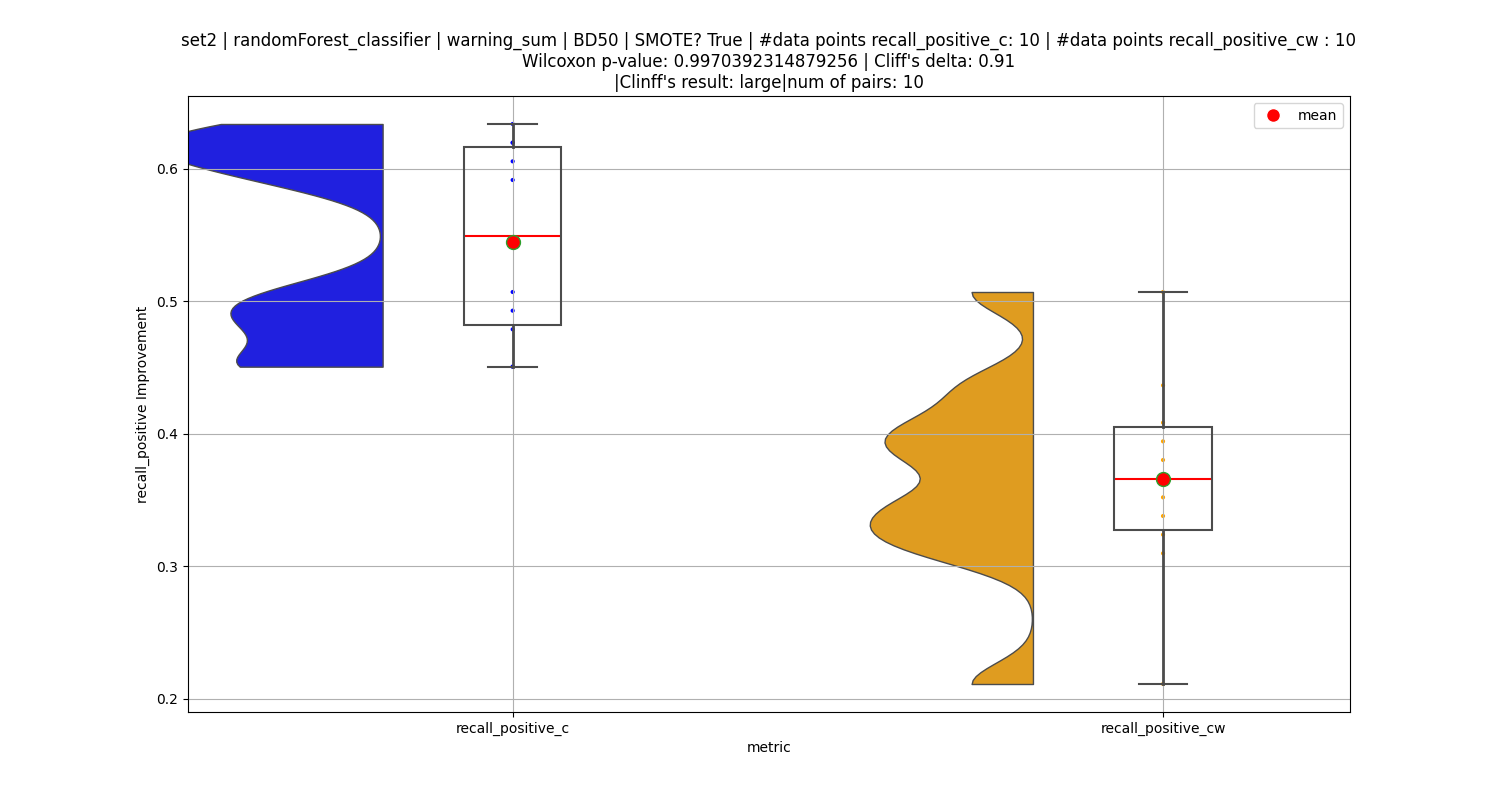 set2 | randomForest_classifier | warning_sum | BD50 | SMOTE? True | #data points recall_positive_c: 10 | #data points recall_positive_cw : 10
Wilcoxon p-value: 0.9970392314879256 | Cliff's delta: 0.91
|Clinff's result: large|num of pairs: 10
mean
recall_positive Improvement
0.6
0.5
0.4
0.3
0.2
recall_positive_c
recall_positive_cw
metric